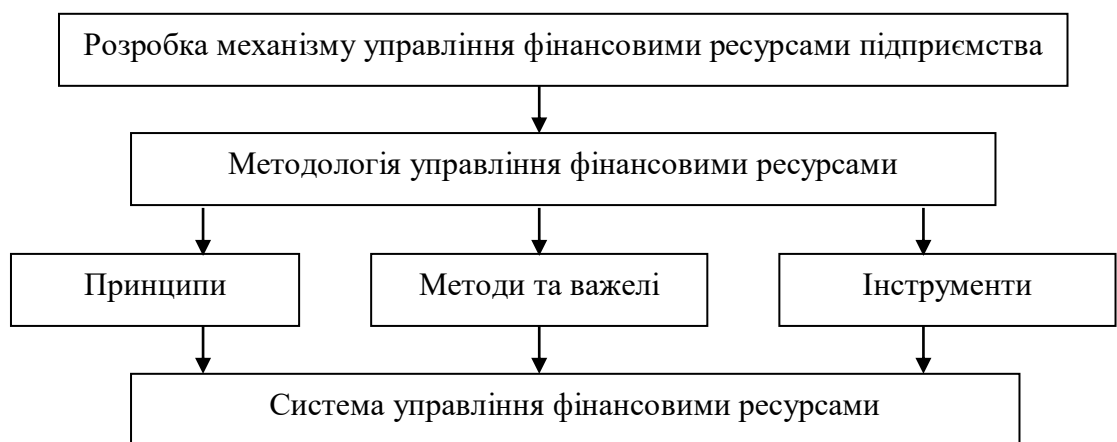 Розробка механізму управління фінансовими ресурсами підприємства
Методологія управління фінансовими ресурсами
Принципи
Методи та важелі
Інструменти
Система управління фінансовими ресурсами